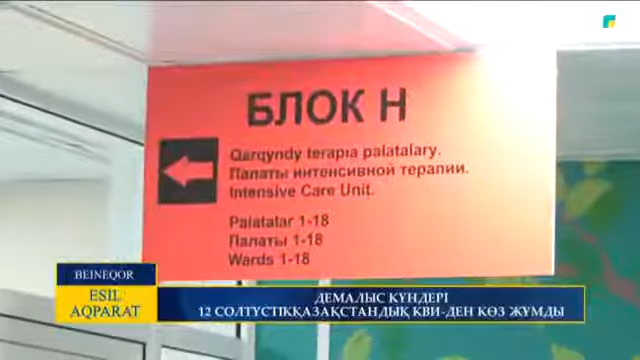 БЛОК Н
Qarqyndy terapıa palatalary.
Палаты интенсивной терапии.
Intensive Care Unit.
Palatalar 1-18
Палаты 1-18
Wards 1-18
BEINEQOR
ESIL
AQPARAT
ДЕМАЛЫС КҮНДЕРІ
12 СОЛТҮСТІКҚАЗАҚСТАНДЫҚ КВИ-ДЕН КӨЗ ЖҰМДЫ